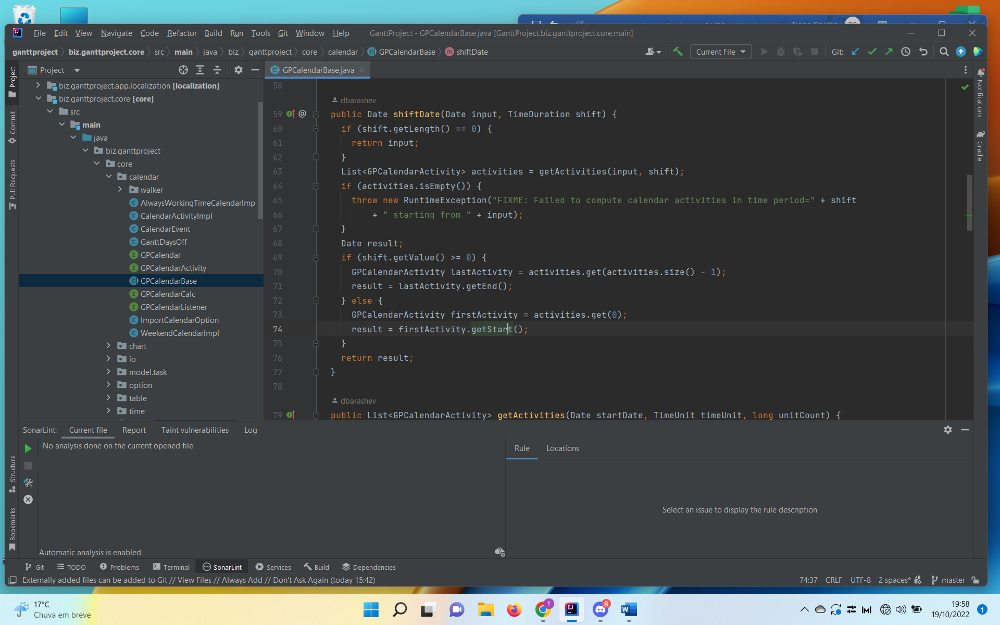 File Edit View Navigate Code Refactor Build Run Tools Git Window Help GanttProject - GPCalendarBase.java [GanttProject.biz.ganttproject.core.main]
ganttproject biz.ganttproject.core src main java biz ganttproject core calendar GPCalendarBase shiftDate Current File Git:
Project
GPCalendarBase.java
biz.ganttproject.app.localization [localization]
biz.ganttproject.core [core]
src
main
java
biz.ganttproject
core
calendar
walker
AlwaysWorkingTimeCalendarImp
CalendarActivityImpl
CalendarEvent
GanttDaysOff
GPCalendar
GPCalendarActivity
GPCalendarBase
GPCalendarCalc
GPCalendarListener
ImportCalendarOption
WeekendCalendarImpl
chart
io
model.task
option
table
time
Project
Commit
Pull Requests
Structure
Bookmarks
58
dbarashev
59 @ public Date shiftDate(Date input, TimeDuration shift) {
60 if (shift.getLength() == 0) {
61 return input;
62 }
63 List<GPCalendarActivity> activities = getActivities(input, shift);
64 if (activities.isEmpty()) {
65 throw new RuntimeException("FIXME: Failed to compute calendar activities in time period=" + shift
66 + " starting from " + input);
67 }
68 Date result;
69 if (shift.getValue() >= 0) {
70 GPCalendarActivity lastActivity = activities.get(activities.size() - 1);
71 result = lastActivity.getEnd();
72 } else {
73 GPCalendarActivity firstActivity = activities.get(0);
74 result = firstActivity.getStart();
75 }
76 return result;
77 }
78
dbarashev
79 public List<GPCalendarActivity> getActivities(Date startDate, TimeUnit timeUnit, long unitCount) {
Notifications
Gradle
SonarLint: Current file Report Taint vulnerabilities Log
No analysis done on the current opened file
Automatic analysis is enabled
Rule Locations
Select an issue to display the rule description
Git TODO Problems Terminal SonarLint Services Build Dependencies
Externally added files can be added to Git // View Files // Always Add // Don't Ask Again (today 15:42)
74:37 CRLF UTF-8 2 spaces* master
17°C
Chuva em breve
T
IJ
8
W
19:58
19/10/2022
1